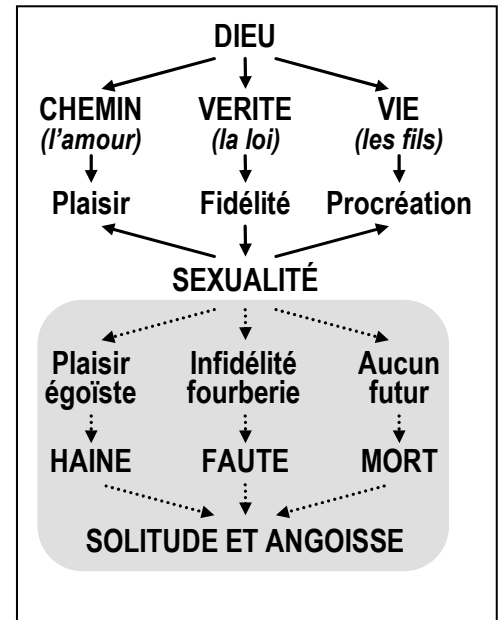 DIEU
CHEMIN VERITE VIE
(l'amour) (la loi) (les fils)
Plaisir Fidélité Procréation
SEXUALITÉ
Plaisir Infidélité Aucun
égoïste fourberie futur
HAINE FAUTE MORT
SOLITUDE ET ANGOISSE